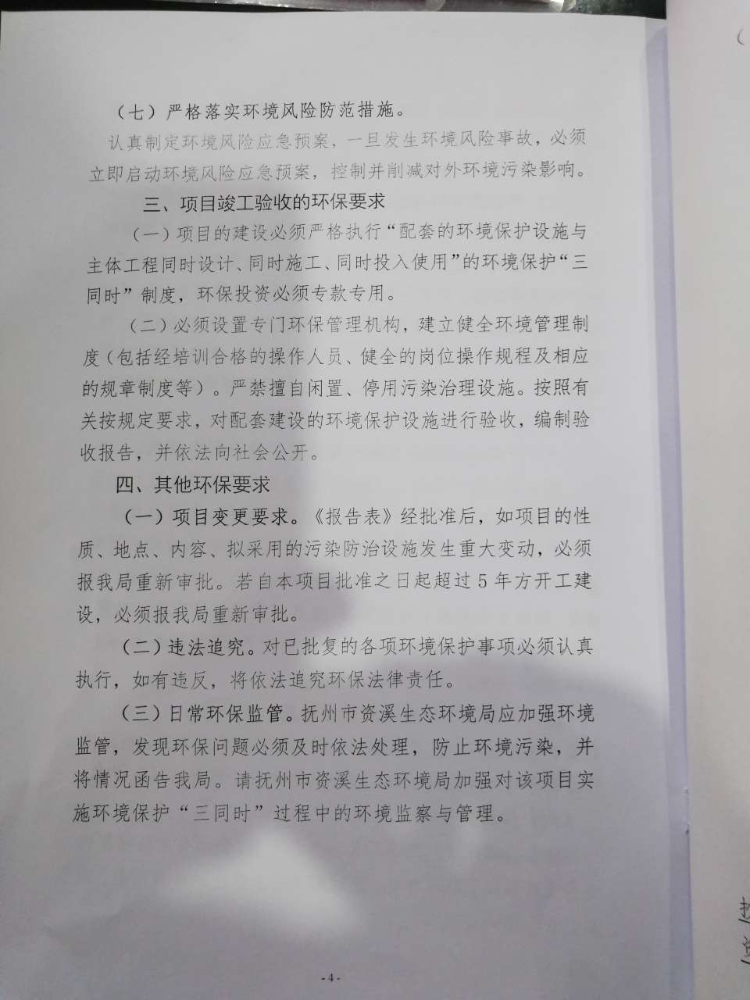 （七）严格落实环境风险防范措施。
认真制定环境风险应急预案，一旦发生环境风险事故，必须
立即启动环境风险应急预案，控制并削减对外环境污染影响。
三、项目竣工验收的环保要求
（一）项目的建设必须严格执行“配套的环境保护设施与
主体工程同时设计、同时施工、同时投入使用”的环境保护“三
同时”制度，环保投资必须专款专用。
（二）必须设置专门环保管理机构，建立健全环境管理制
度（包括经培训合格的操作人员、健全的岗位操作规程及相应
的规章制度等）。严禁擅自闲置、停用污染治理设施。按照有
关按规定要求，对配套建设的环境保护设施进行验收，编制验
收报告，并依法向社会公开。
四、其他环保要求
（一）项目变更要求。《报告表》经批准后，如项目的性
质、地点、内容、拟采用的污染防治设施发生重大变动，必须
报我局重新审批。若自本项目批准之日起超过 5 年方开工建
设，必须报我局重新审批。
（二）违法追究。对已批复的各项环境保护事项必须认真
执行，如有违反，将依法追究环保法律责任。
（三）日常环保监管。抚州市资溪生态环境局应加强环境
监管，发现环保问题必须及时依法处理，防止环境污染，并
将情况函告我局。请抚州市资溪生态环境局加强对该项目实
施环境保护“三同时”过程中的环境监察与管理。
- 4 -